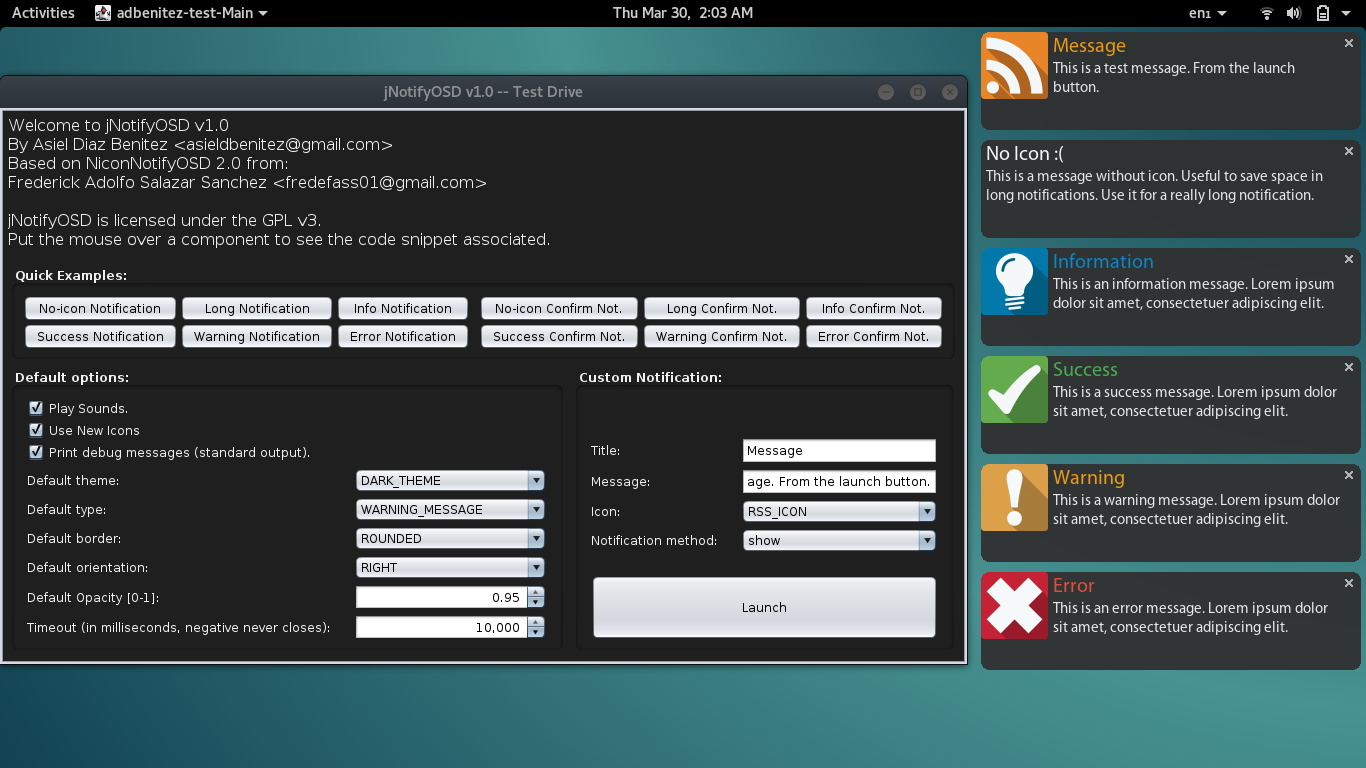 Activities
adbenitez-test-Main
Thu Mar 30, 2:03 AM
en₁
jNotifyOSD v1.0 -- Test Drive
Welcome to jNotifyOSD v1.0
By Asiel Diaz Benitez <asieldbenitez@gmail.com>
Based on NiconNotifyOSD 2.0 from:
Frederick Adolfo Salazar Sanchez <fredefass01@gmail.com>
jNotifyOSD is licensed under the GPL v3.
Put the mouse over a component to see the code snippet associated.
Quick Examples:
No-icon Notification
Long Notification
Info Notification
No-icon Confirm Not.
Long Confirm Not.
Info Confirm Not.
Success Notification
Warning Notification
Error Notification
Success Confirm Not.
Warning Confirm Not.
Error Confirm Not.
Default options:
Play Sounds.
Use New Icons
Print debug messages (standard output).
Default theme:
DARK_THEME
Default type:
WARNING_MESSAGE
Default border:
ROUNDED
Default orientation:
RIGHT
Default Opacity [0-1]:
0.95
Timeout (in milliseconds, negative never closes):
10,000
Custom Notification:
Title:
Message
Message:
age. From the launch button.
Icon:
RSS_ICON
Notification method:
show
Launch
Message
This is a test message. From the launch
button.
No Icon :(
This is a message without icon. Useful to save space in
long notifications. Use it for a really long notification.
Information
This is an information message. Lorem ipsum
dolor sit amet, consectetuer adipiscing elit.
Success
This is a success message. Lorem ipsum dolor
sit amet, consectetuer adipiscing elit.
Warning
This is a warning message. Lorem ipsum dolor
sit amet, consectetuer adipiscing elit.
Error
This is an error message. Lorem ipsum dolor
sit amet, consectetuer adipiscing elit.